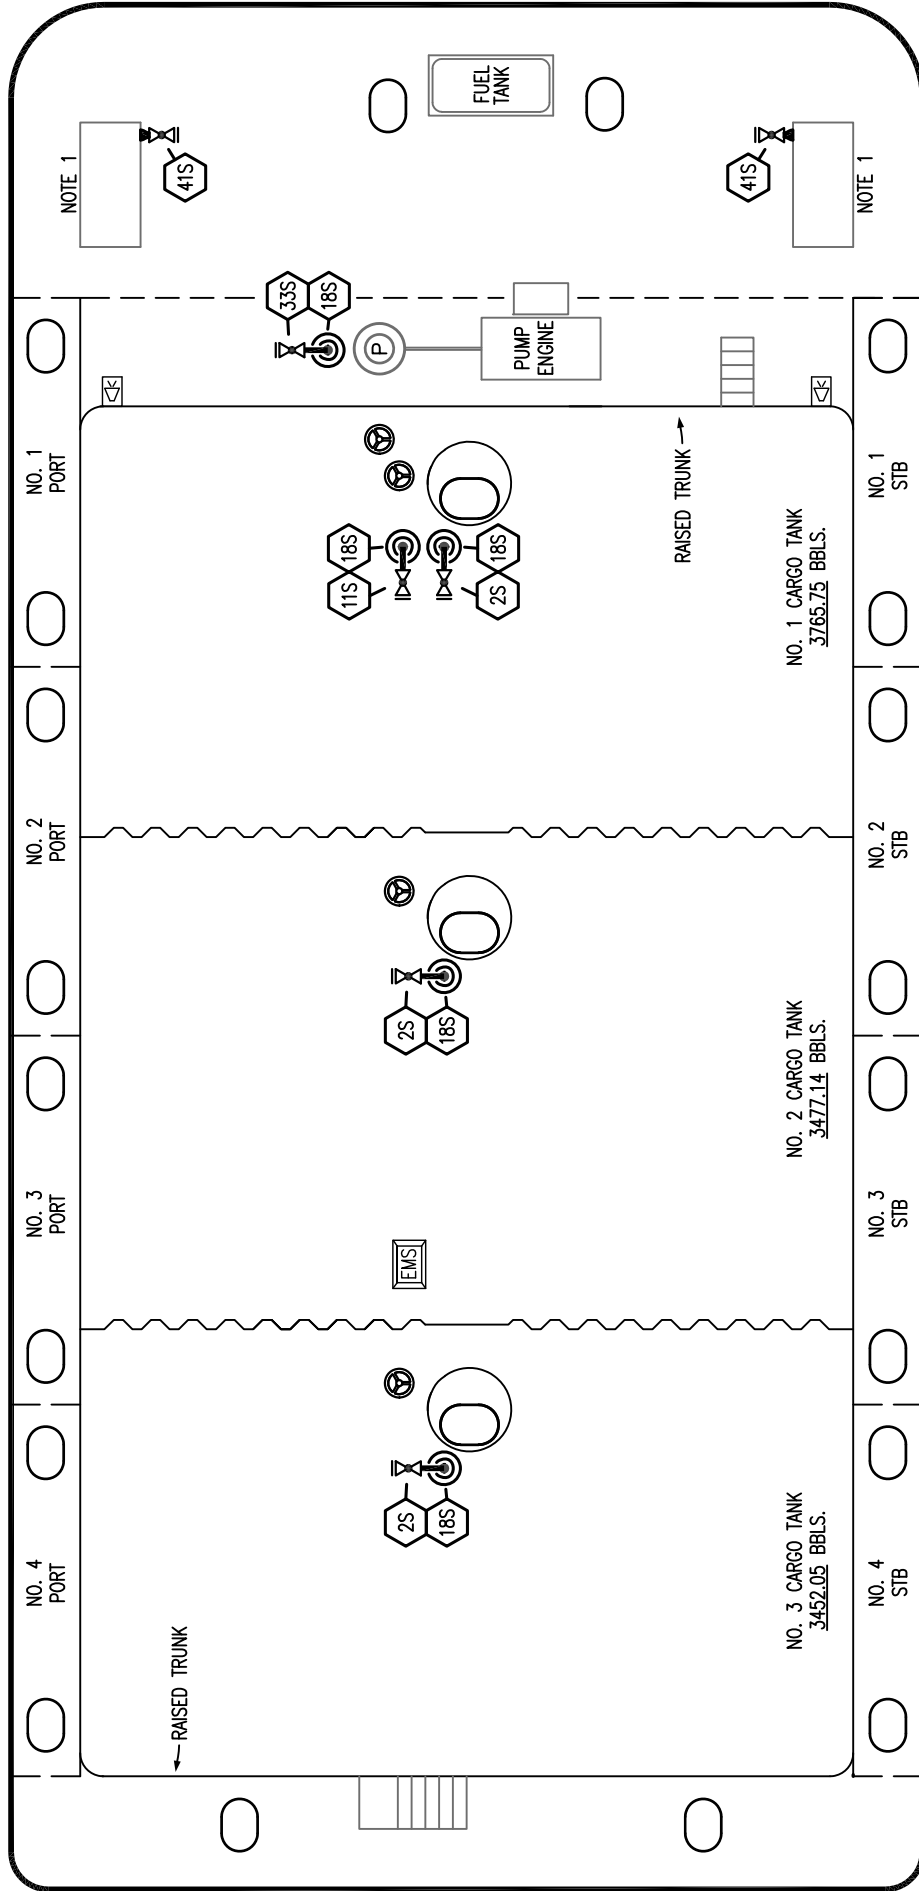 FUEL
TANK
NOTE 1
41S
41S
NOTE 1
33S
18S
P
PUMP
ENGINE
NO. 1
PORT
RAISED TRUNK
NO. 1
STB
18S
11S
18S
2S
NO. 1 CARGO TANK
3765.75 BBLS.
NO. 2
PORT
NO. 2
STB
2S
18S
NO. 2 CARGO TANK
3477.14 BBLS.
NO. 3
PORT
NO. 3
STB
EMS
2S
18S
NO. 3 CARGO TANK
3452.05 BBLS.
NO. 4
PORT
NO. 4
STB
RAISED TRUNK